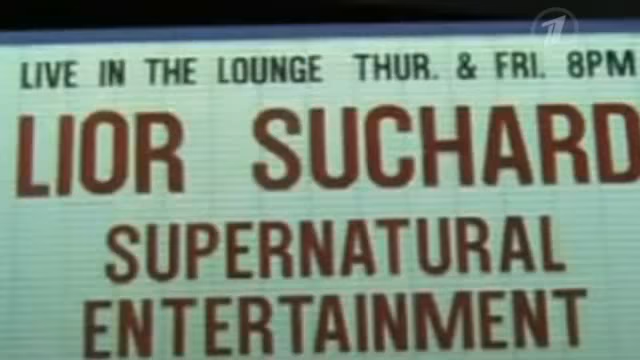 LIVE IN THE LOUNGE THUR. & FRI. 8PM
LIOR SUCHARD
SUPERNATURAL
ENTERTAINMENT